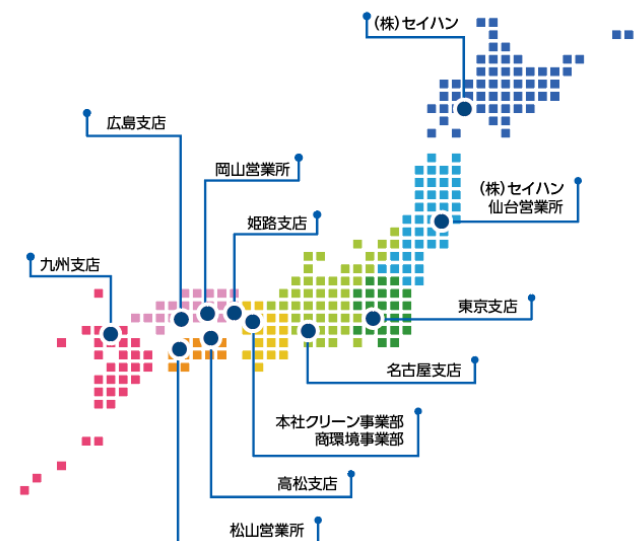 (株)セイハン
広島支店
岡山営業所
(株)セイハン
仙台営業所
姫路支店
九州支店
東京支店
名古屋支店
本社クリーン事業部
商環境事業部
高松支店
松山営業所